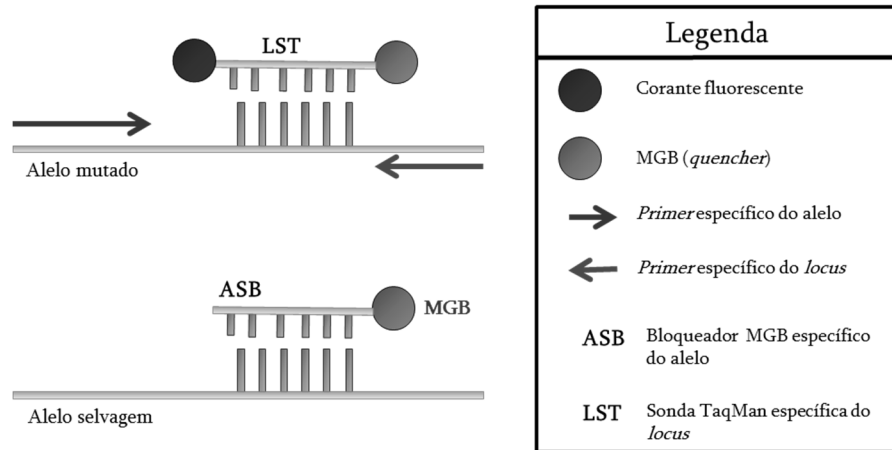 LST
Alelo mutado
ASB
MGB
Alelo selvagem
Legenda
Corante fluorescente
MGB (quencher)
Primer específico do alelo
Primer específico do locus
ASB Bloqueador MGB específico
do alelo
LST Sonda TaqMan específica do
locus